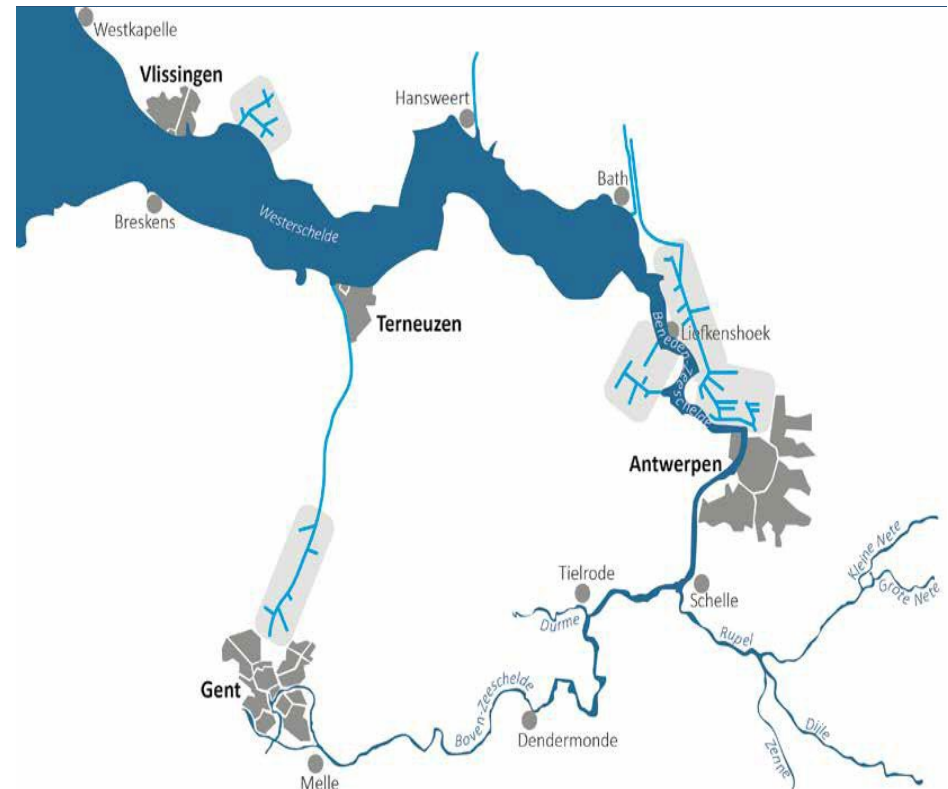 Westkapelle
Vlissingen
Hansweert
Bath
Breskens
Westerschelde
Terneuzen
Liefkenshoek
Beneden-Zeeschelde
Antwerpen
Kleine Nete
Grote Nete
Tielrode
Schelle
Durme
Rupel
Gent
Boven-Zeeschelde
Dendermonde
Dijle
Zenne
Melle